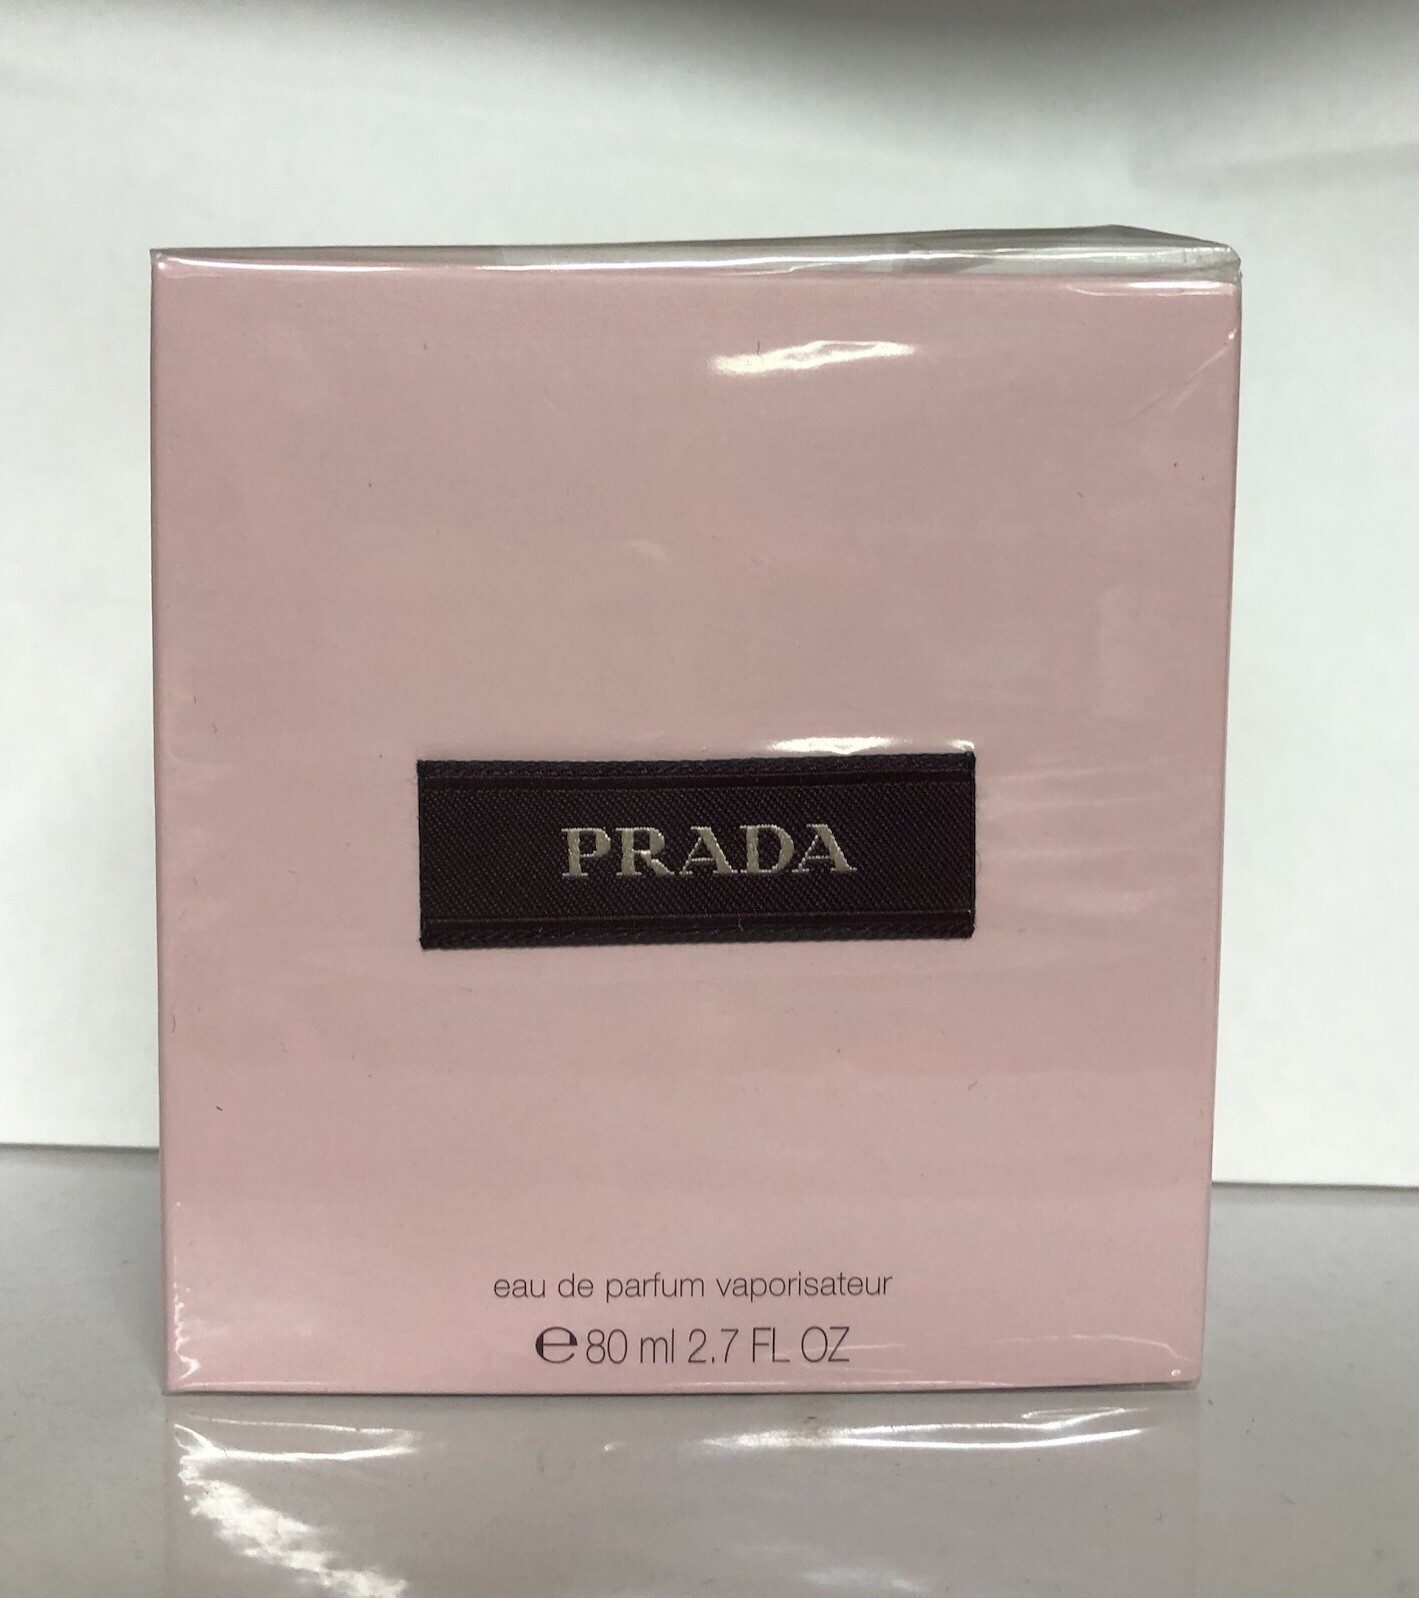 PRADA
eau de parfum vaporisateur
℮ 80 ml 2.7 FL OZ